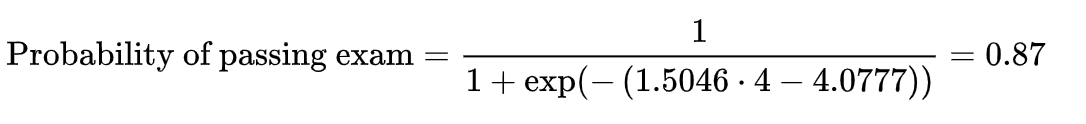 Probability of passing exam = 1 / (1 + exp(− (1.5046 · 4 − 4.0777))) = 0.87